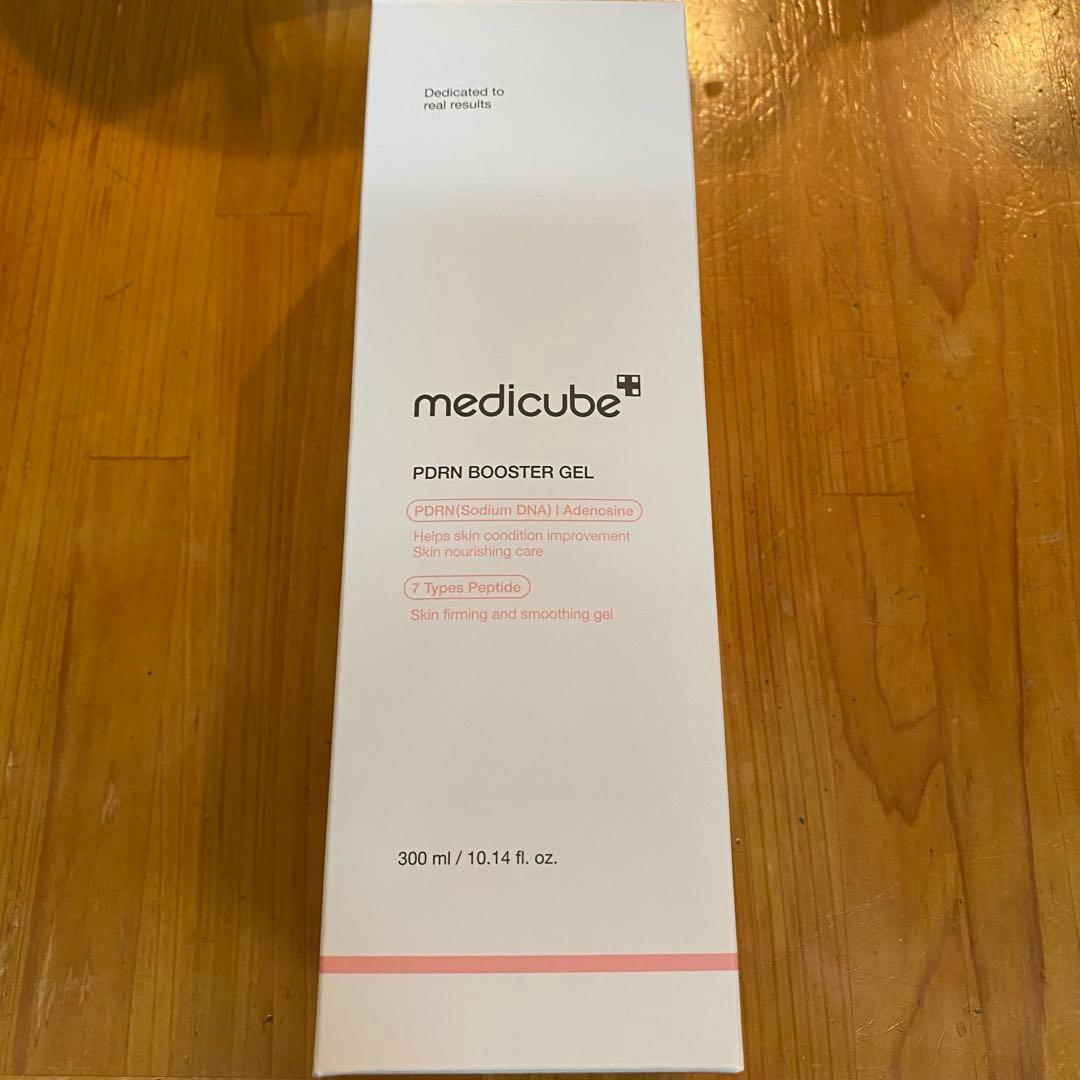 Dedicated to
real results
medicube
PDRN BOOSTER GEL
PDRN(Sodium DNA) | Adenosine
Helps skin condition improvement
Skin nourishing care
7 Types Peptide
Skin firming and smoothing gel
300 ml / 10.14 fl. oz.